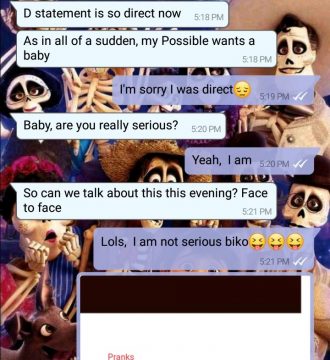 D statement is so direct now
5:18 PM
As in all of a sudden, my Possible wants a
baby
5:18 PM
I'm sorry I was direct😔
5:19 PM
Baby, are you really serious?
5:20 PM
Yeah, I am
5:20 PM
So can we talk about this this evening? Face
to face
5:21 PM
Lols, I am not serious biko😝😝😝
5:21 PM
Pranks